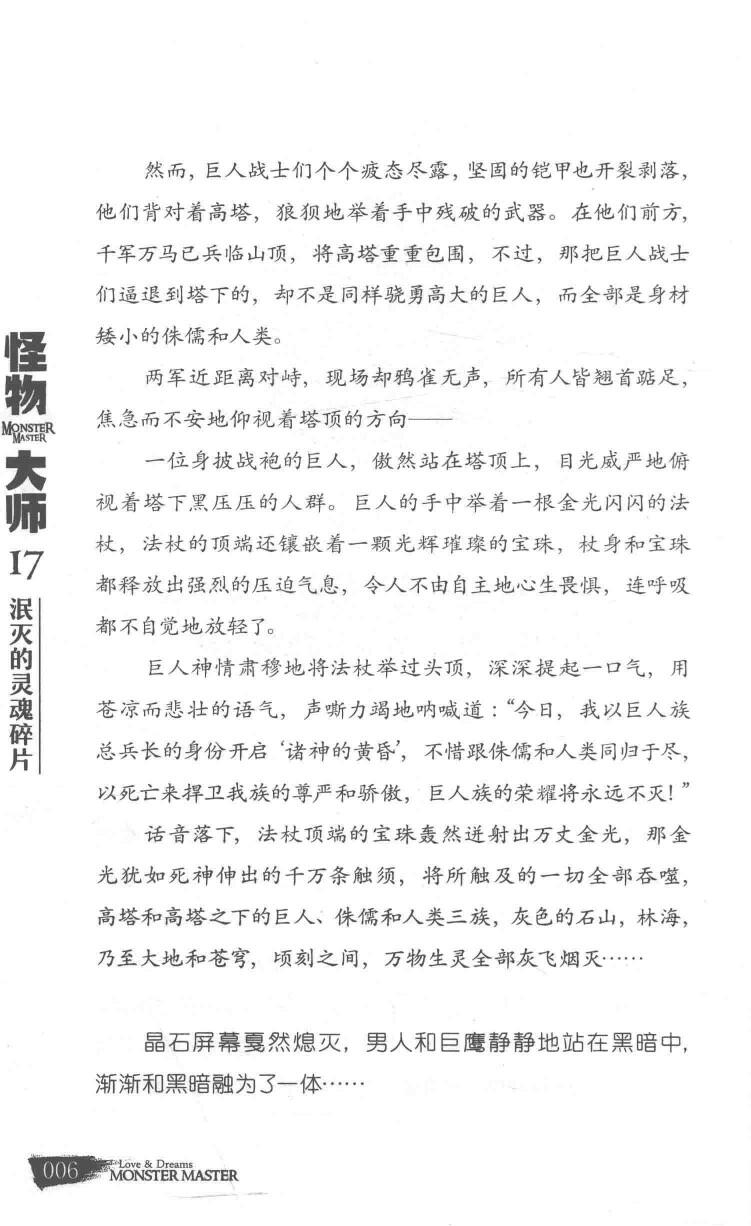 然而，巨人战士们个个疲态尽露，坚固的铠甲也开裂剥落，
他们背对着高塔，狼狈地举着手中残破的武器。在他们前方，
千军万马已兵临山顶，将高塔重重包围，不过，那把巨人战士
们逼退到塔下的，却不是同样骁勇高大的巨人，而全部是身材
矮小的侏儒和人类。
两军近距离对峙，现场却鸦雀无声，所有人皆翘首踮足，
焦急而不安地仰视着塔顶的方向——
一位身披战袍的巨人，傲然站在塔顶上，目光威严地俯
视着塔下黑压压的人群。巨人的手中举着一根金光闪闪的法
杖，法杖的顶端还镶嵌着一颗光辉璀璨的宝珠，杖身和宝珠
都释放出强烈的压迫气息，令人不由自主地心生畏惧，连呼吸
都不自觉地放轻了。
巨人神情肃穆地将法杖举过头顶，深深提起一口气，用
苍凉而悲壮的语气，声嘶力竭地呐喊道：“今日，我以巨人族
总兵长的身份开启‘诸神的黄昏’，不惜跟侏儒和人类同归于尽，
以死亡来捍卫我族的尊严和骄傲，巨人族的荣耀将永远不灭！”
话音落下，法杖顶端的宝珠轰然迸射出万丈金光，那金
光犹如死神伸出的千万条触须，将所触及的一切全部吞噬，
高塔和高塔之下的巨人、侏儒和人类三族，灰色的石山，林海，
乃至大地和苍穹，顷刻之间，万物生灵全部灰飞烟灭……
晶石屏幕戛然熄灭，男人和巨鹰静静地站在黑暗中，
渐渐和黑暗融为了一体……
怪物
MONSTER
MASTER
大师
17
泯灭的灵魂碎片
006
Love & Dreams
MONSTER MASTER